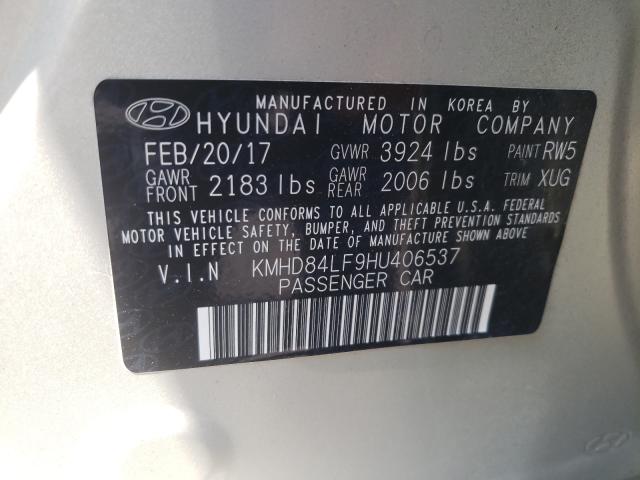 MANUFACTURED IN KOREA BY
HYUNDAI MOTOR COMPANY
FEB/20/17 GVWR 3924 lbs PAINT RW5
GAWR FRONT 2183 lbs GAWR REAR 2006 lbs TRIM XUG
THIS VEHICLE CONFORMS TO ALL APPLICABLE U.S.A. FEDERAL
MOTOR VEHICLE SAFETY, BUMPER, AND THEFT PREVENTION
STANDARDS IN EFFECT ON THE DATE OF MANUFACTURE SHOWN ABOVE.
V.I.N KMHD84LF9HU406537
PASSENGER CAR